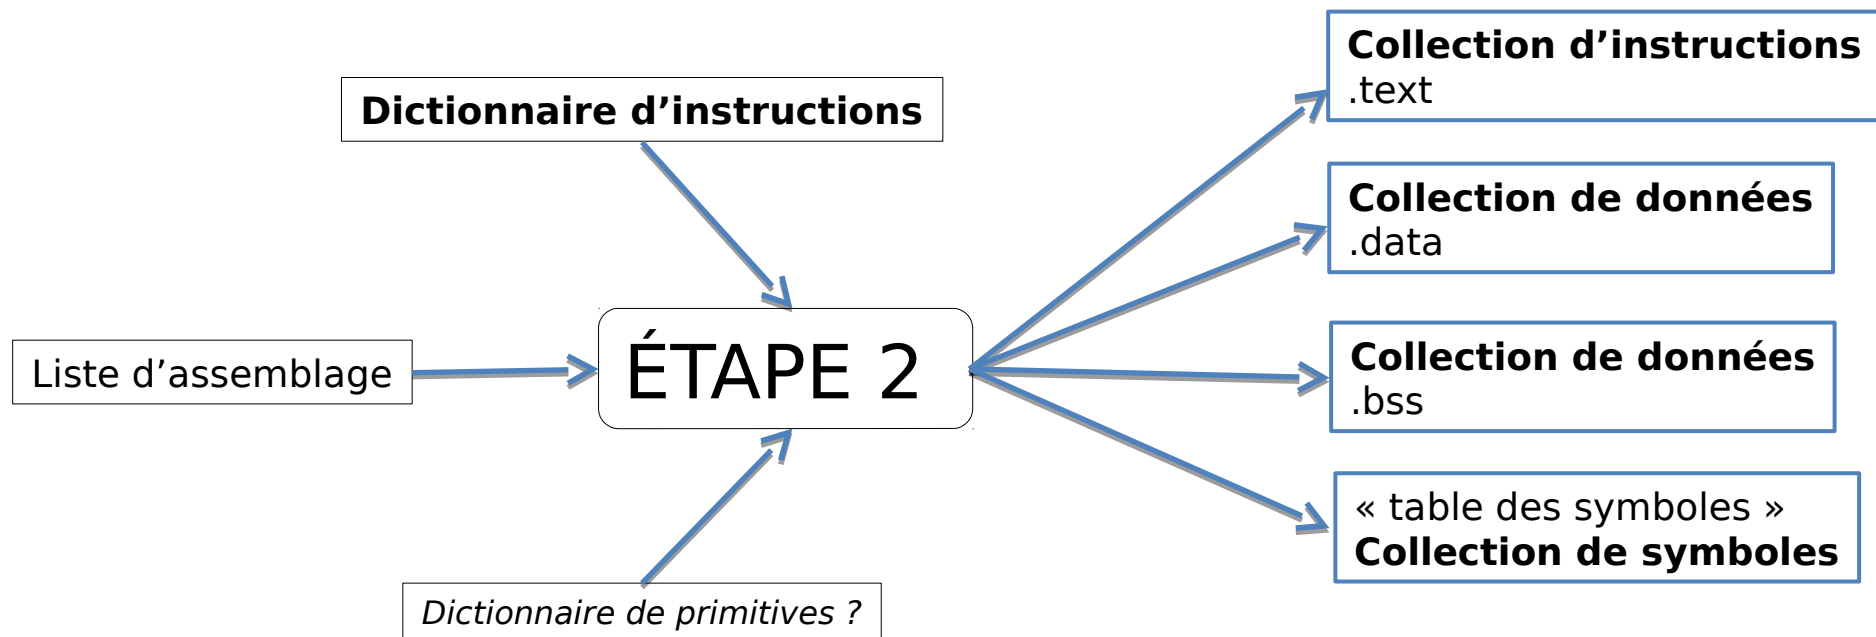 Dictionnaire d’instructions
Liste d’assemblage
Dictionnaire de primitives ?
ÉTAPE 2
Collection d’instructions
.text
Collection de données
.data
Collection de données
.bss
« table des symboles »
Collection de symboles